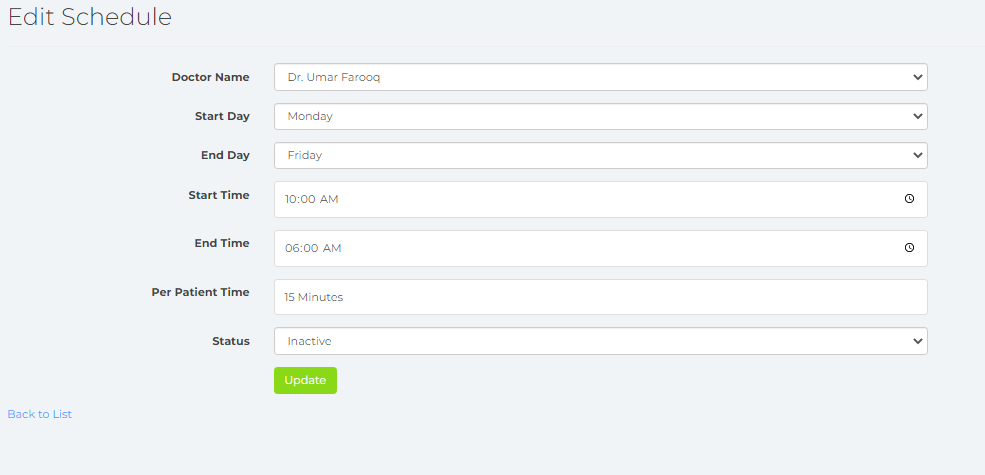 Edit Schedule
Doctor Name Dr. Umar Farooq
Start Day Monday
End Day Friday
Start Time 10:00 AM
End Time 06:00 AM
Per Patient Time 15 Minutes
Status Inactive
Update
Back to List